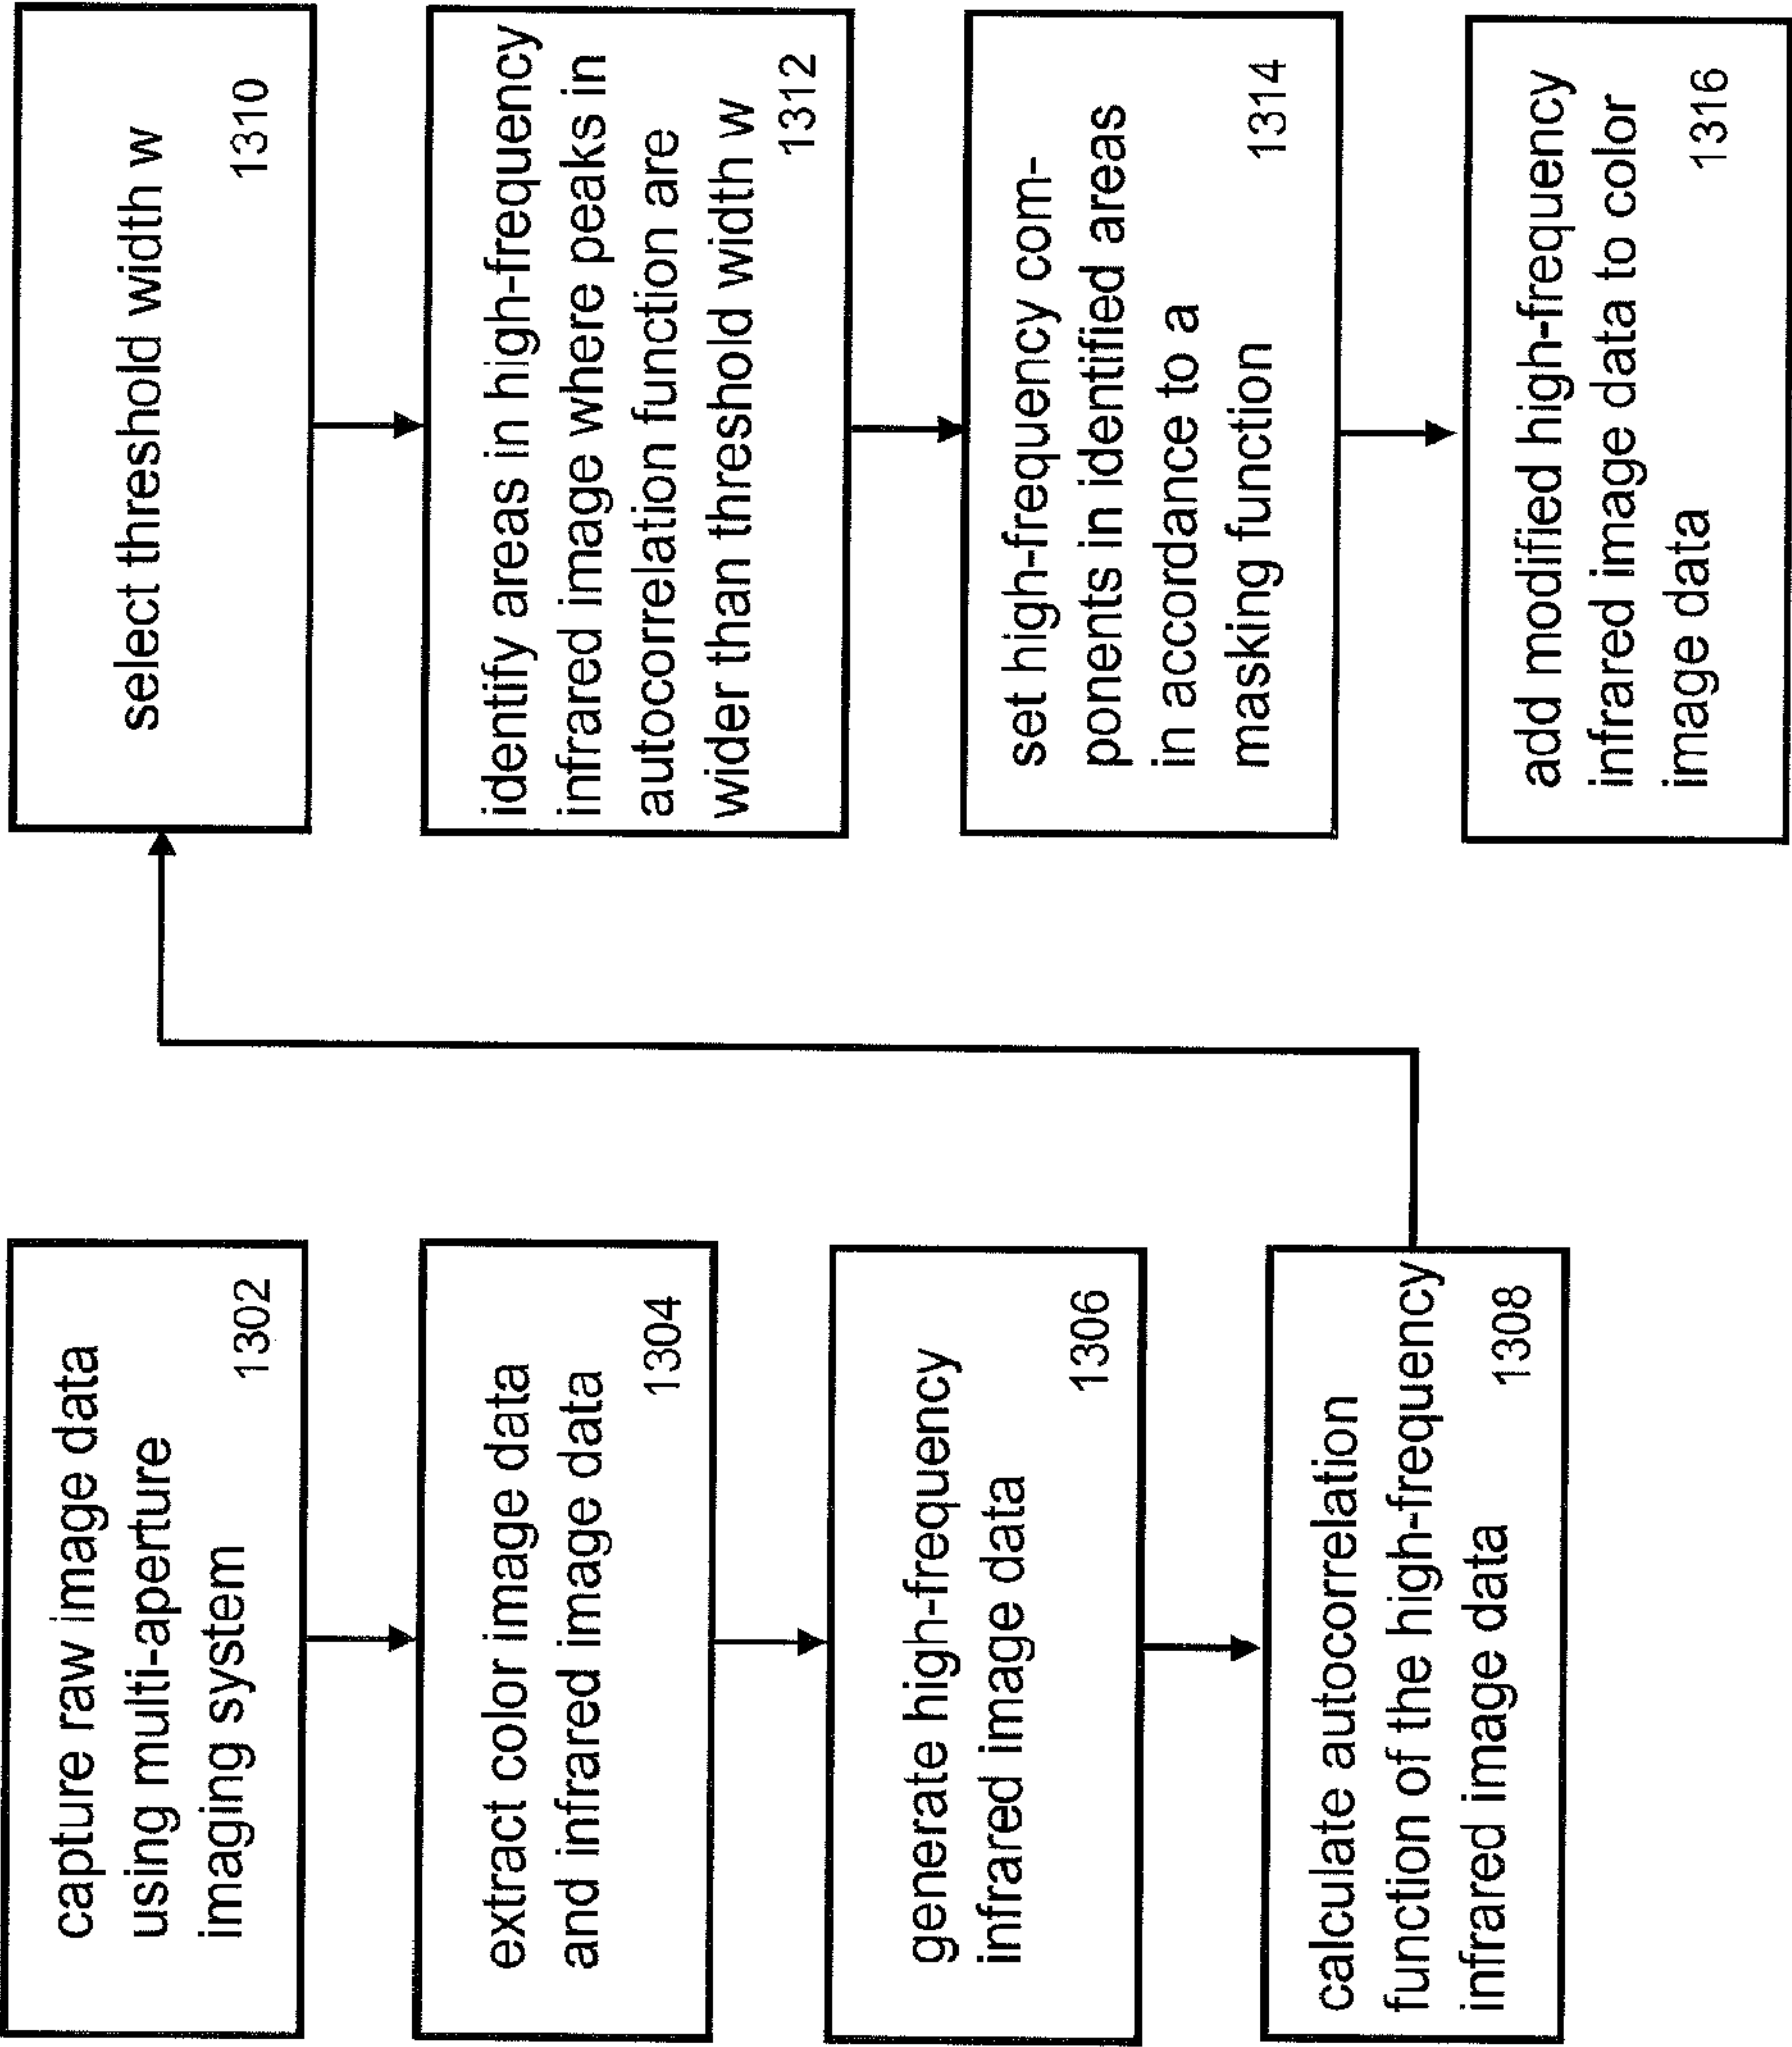 capture raw image data
using multi-aperture
imaging system
1302
extract color image data
and infrared image data
1304
generate high-frequency
infrared image data
1306
calculate autocorrelation
function of the high-frequency
infrared image data
1308
select threshold width w
1310
identify areas in high-frequency
infrared image where peaks in
autocorrelation function are
wider than threshold width w
1312
set high-frequency com-
ponents in identified areas
in accordance to a
masking function
1314
add modified high-frequency
infrared image data to color
image data
1316